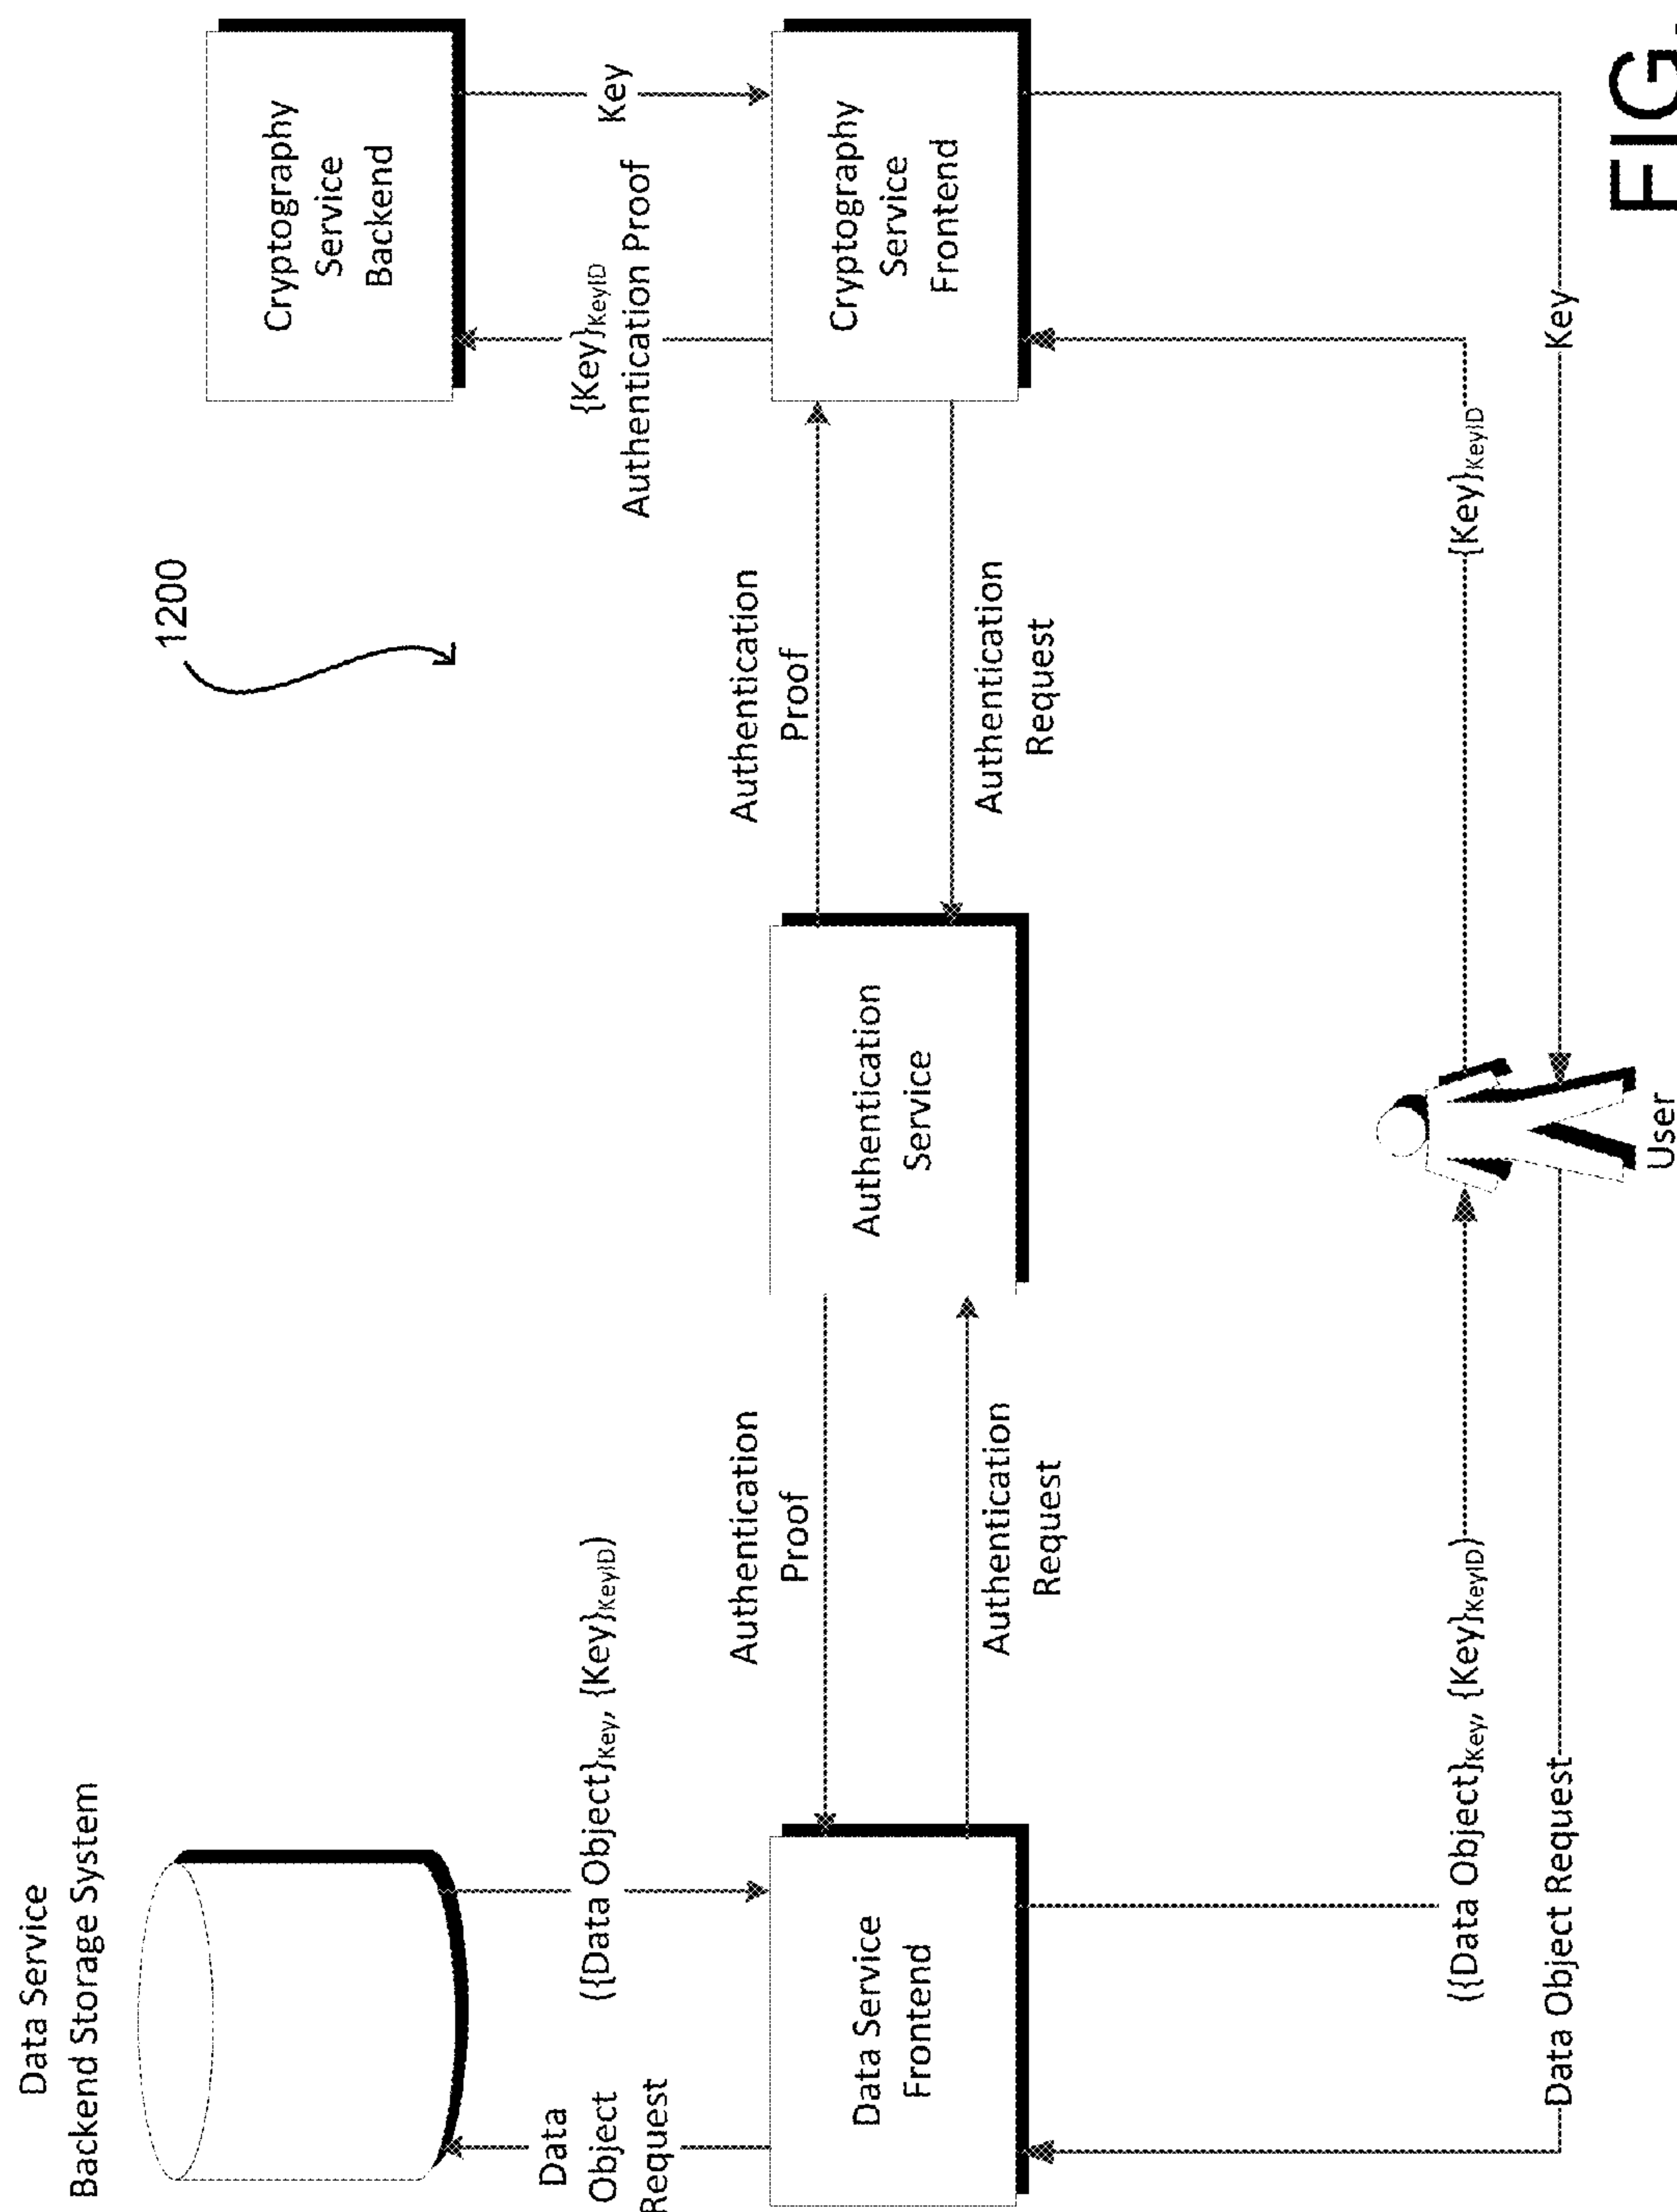 1200
Data Service
Backend Storage System
Cryptography
Service
Backend
Data
Object
Request
({Data Object}Key, {Key}KeyID)
{Key}KeyID
Authentication Proof
Key
Authentication
Proof
Authentication
Proof
Data Service
Frontend
Authentication
Service
Cryptography
Service
Frontend
Authentication
Request
Authentication
Request
({Data Object}Key, {Key}KeyID)
{Key}KeyID
Data Object Request
Key
User
FIG.